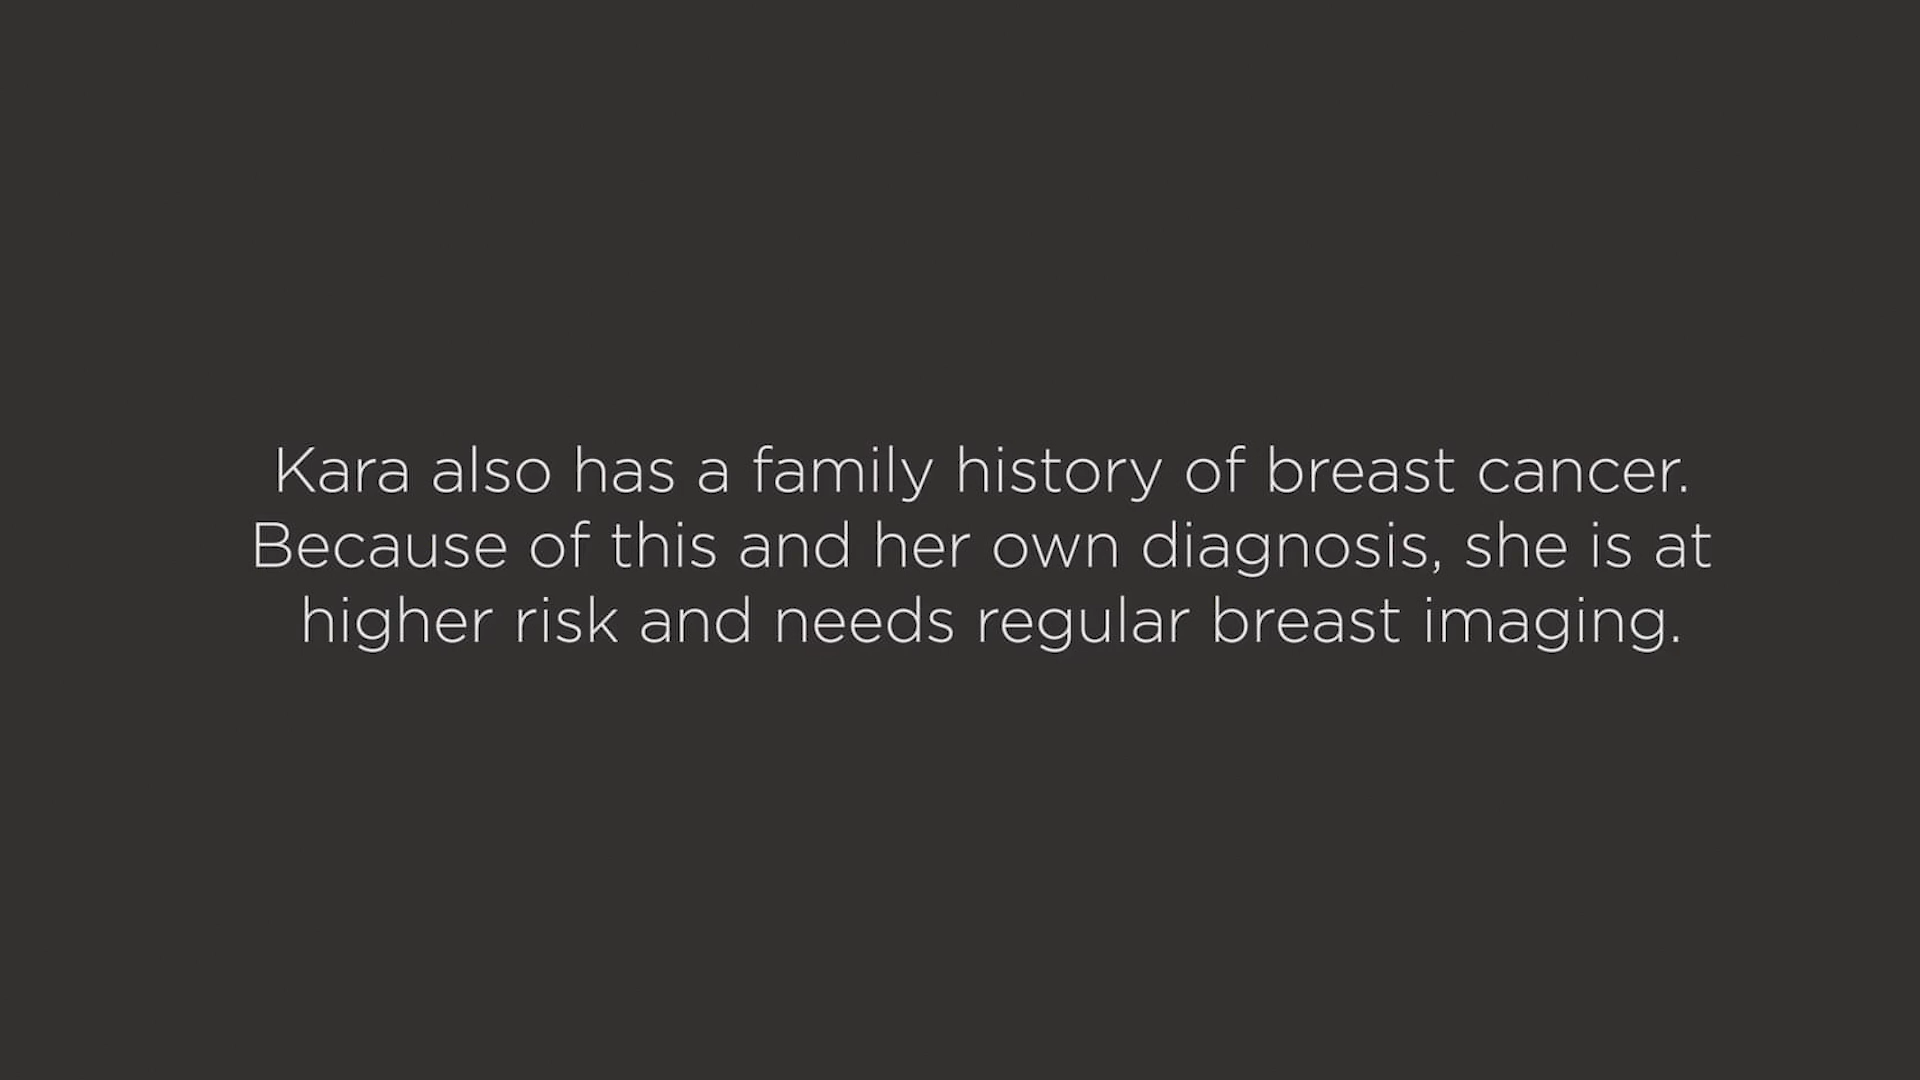 Kara also has a family history of breast cancer.
Because of this and her own diagnosis, she is at
higher risk and needs regular breast imaging.